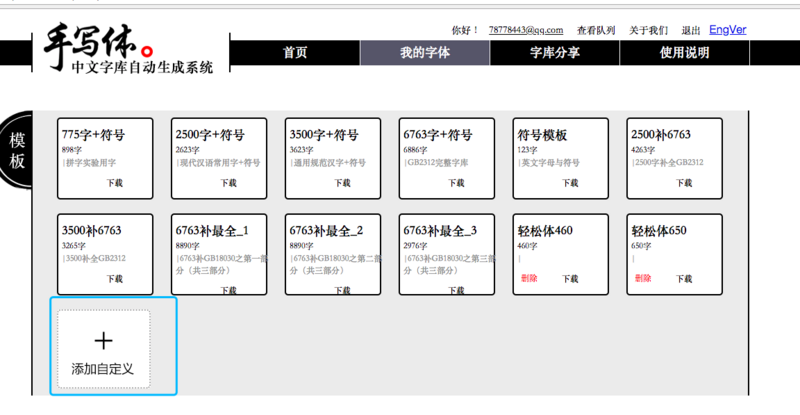 你好！ 78778443@qq.com 查看队列 关于我们 退出 EngVer
手写体
中文字库自动生成系统
首页 我的字体 字库分享 使用说明
模板
775字+符号
898字
|拼字实验用字
下载
2500字+符号
2623字
|现代汉语常用字+符号
下载
3500字+符号
3623字
|通用规范汉字+符号
下载
6763字+符号
6886字
|GB2312完整字库
下载
符号模板
123字
|英文字母与符号
下载
2500补6763
4263字
|2500字补全GB2312
下载
3500补6763
3265字
|3500补全GB2312
下载
6763补最全_1
8890字
|6763补GB18030之第一部
分（共三部分）
下载
6763补最全_2
8890字
|6763补GB18030之第二部
分（共三部分）
下载
6763补最全_3
2976字
|6763补GB18030之第三部
分（共三部分）
下载
轻松体460
460字
|
删除 下载
轻松体650
650字
|
删除 下载
添加自定义